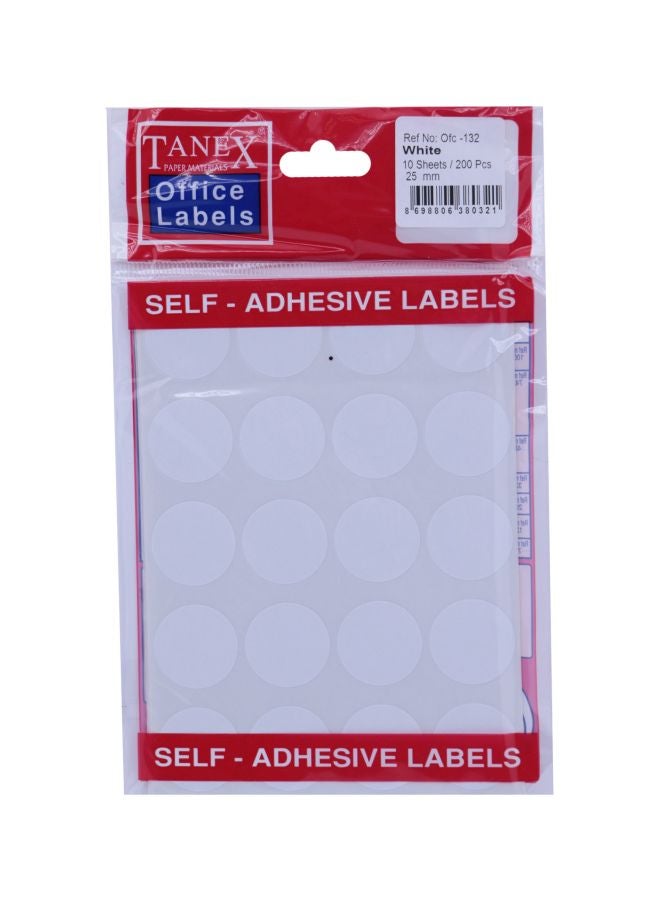 TANEX®
PAPER MATERIALS
Office
Labels
Ref No: Ofc -132
White
10 Sheets / 200 Pcs
25 mm
8 698806 380321
SELF - ADHESIVE LABELS
SELF - ADHESIVE LABELS